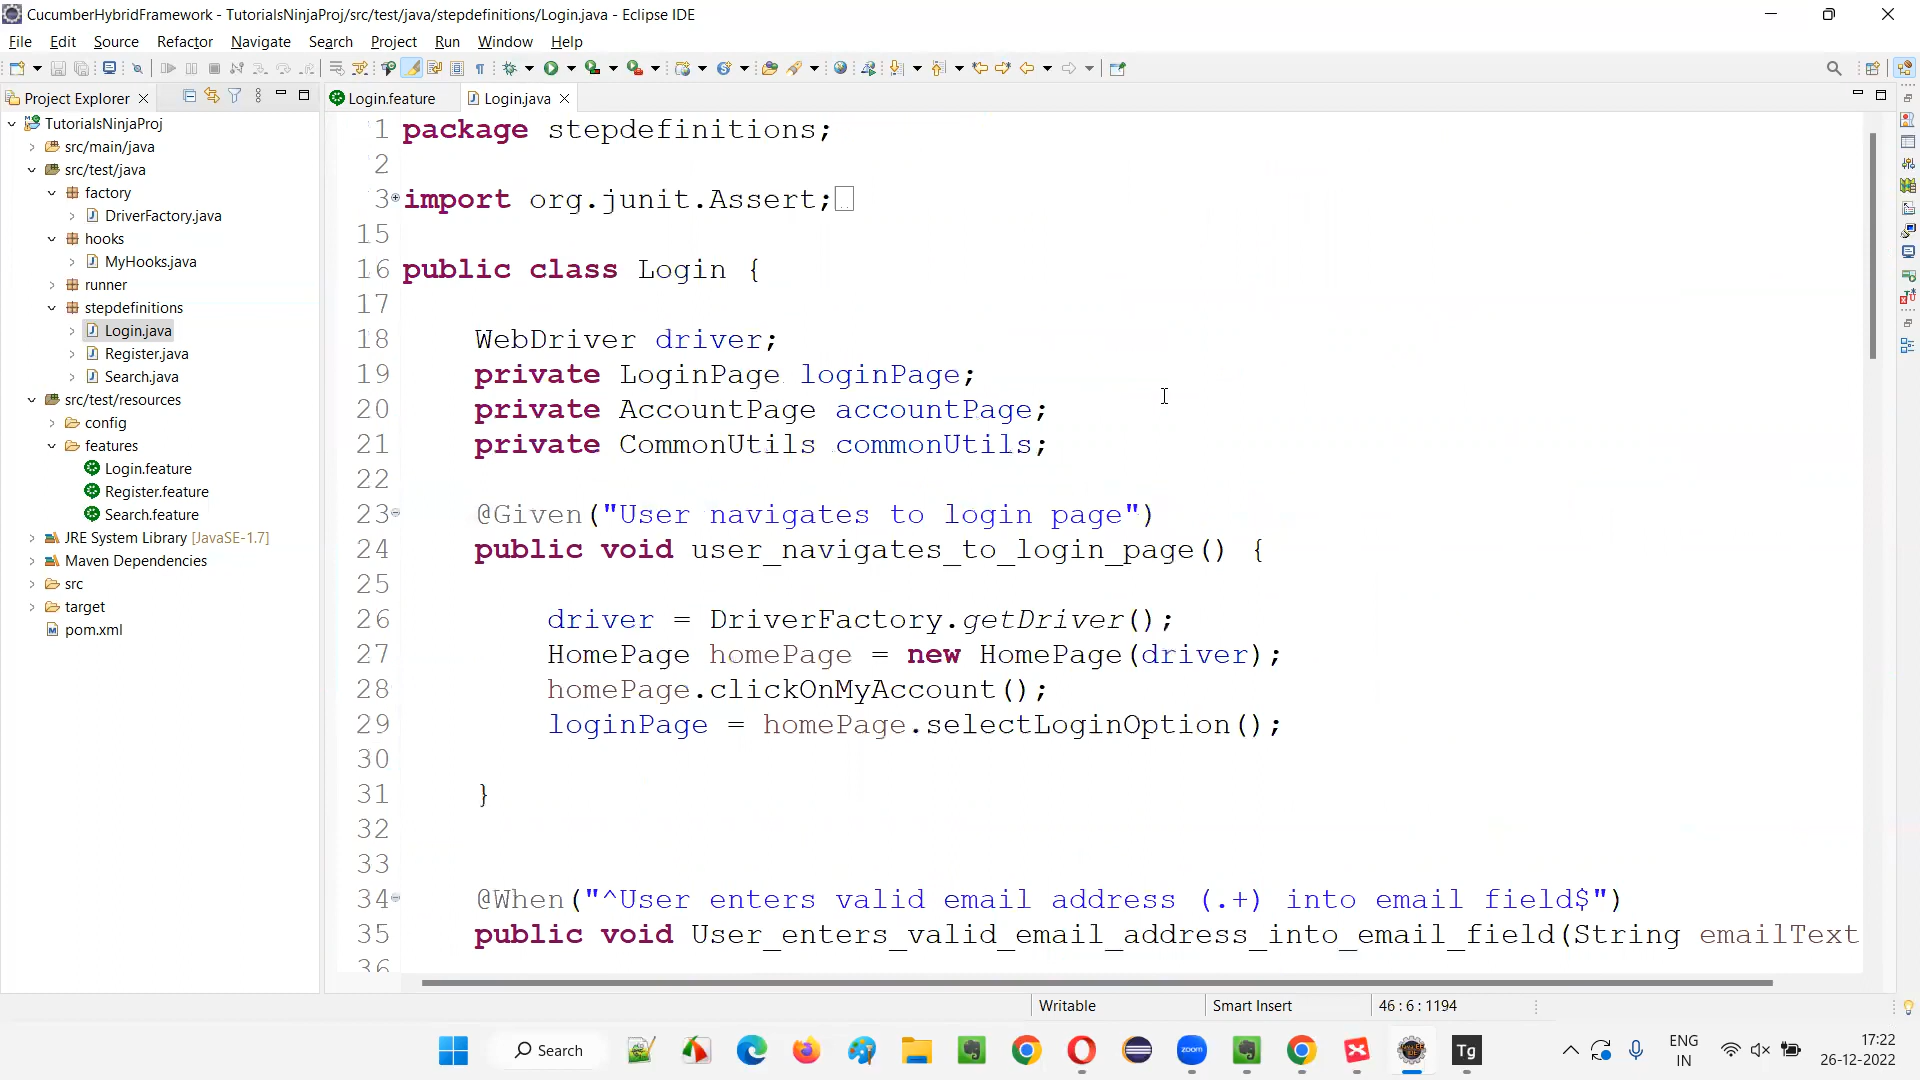 CucumberHybridFramework - TutorialsNinjaProj/src/test/java/stepdefinitions/Login.java - Eclipse IDE
File Edit Source Refactor Navigate Search Project Run Window Help
Project Explorer
Login.feature
Login.java
TutorialsNinjaProj
src/main/java
src/test/java
factory
DriverFactory.java
hooks
MyHooks.java
runner
stepdefinitions
Login.java
Register.java
Search.java
src/test/resources
config
features
Login.feature
Register.feature
Search.feature
JRE System Library [JavaSE-1.7]
Maven Dependencies
src
target
pom.xml
1 package stepdefinitions;
2
3 import org.junit.Assert;
15
16 public class Login {
17
18 WebDriver driver;
19 private LoginPage loginPage;
20 private AccountPage accountPage;
21 private CommonUtils commonUtils;
22
23 @Given("User navigates to login page")
24 public void user_navigates_to_login_page() {
25
26 driver = DriverFactory.getDriver();
27 HomePage homePage = new HomePage(driver);
28 homePage.clickOnMyAccount();
29 loginPage = homePage.selectLoginOption();
30
31 }
32
33
34 @When("^User enters valid email address (.+) into email field$")
35 public void User_enters_valid_email_address_into_email_field(String emailText
36
Writable Smart Insert 46 : 6 : 1194
Search
zoom
Tg
ENG
IN
17:22
26-12-2022